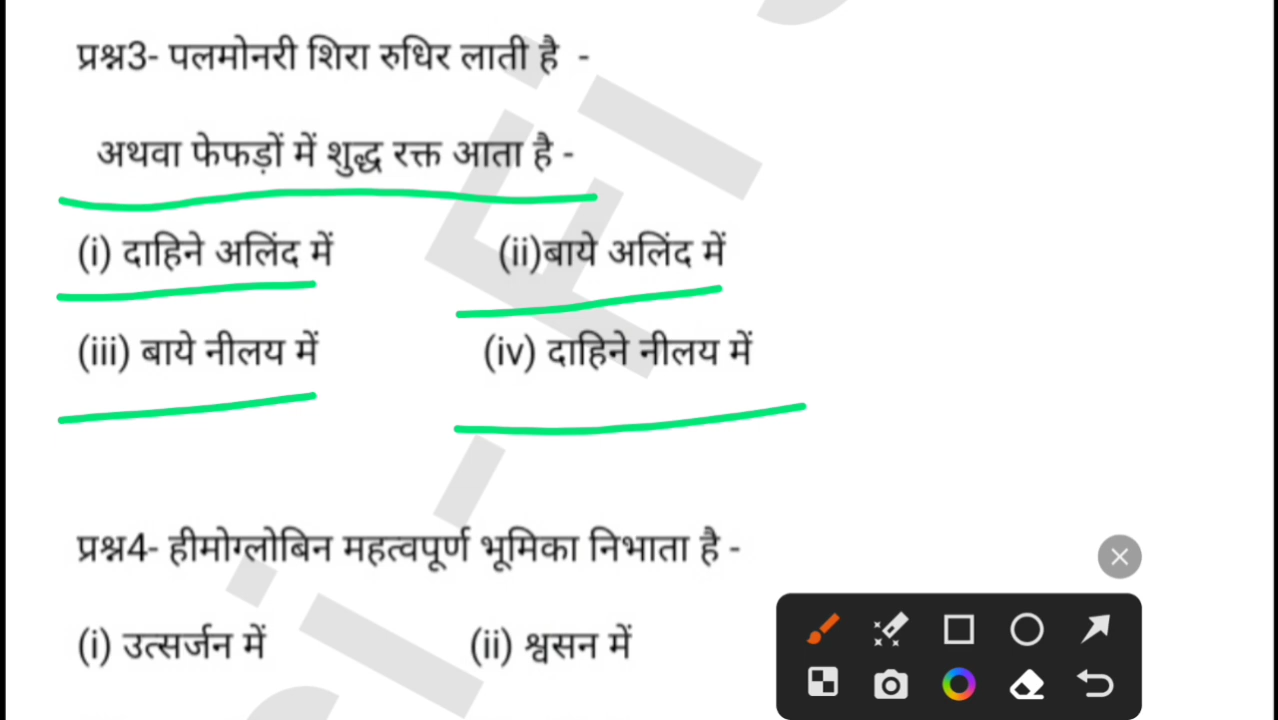 प्रश्न3- पलमोनरी शिरा रुधिर लाती है -
अथवा फेफड़ों में शुद्ध रक्त आता है -
(i) दाहिने अलिंद में (ii)बाये अलिंद में
(iii) बाये नीलय में (iv) दाहिने नीलय में
प्रश्न4- हीमोग्लोबिन महत्वपूर्ण भूमिका निभाता है -
(i) उत्सर्जन में (ii) श्वसन में